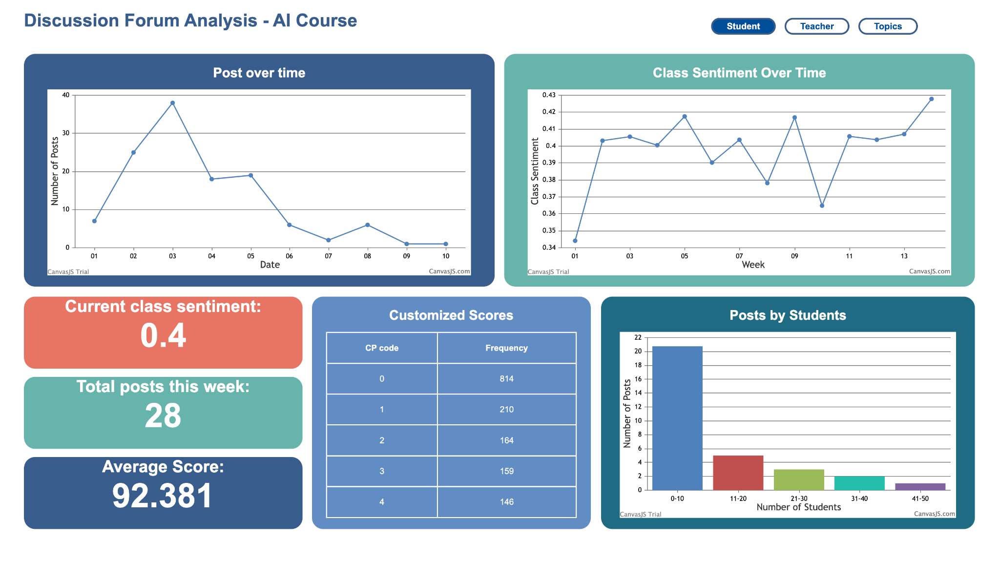 Discussion Forum Analysis - AI Course
Student
Teacher
Topics
Post over time
40
30
20
10
0
Number of Posts
01 02 03 04 05 06 07 08 09 10
Date
CanvasJS Trial
CanvasJS.com
Class Sentiment Over Time
0.43
0.42
0.41
0.4
0.39
0.38
0.37
0.36
0.35
0.34
Class Sentiment
01 03 05 07 09 11 13
Week
CanvasJS Trial
CanvasJS.com
Current class sentiment:
0.4
Total posts this week:
28
Average Score:
92.381
Customized Scores
CP code Frequency
0 814
1 210
2 164
3 159
4 146
Posts by Students
22
20
18
16
14
12
10
8
6
4
2
0
Number of Posts
0-10 11-20 21-30 31-40 41-50
Number of Students
CanvasJS Trial
CanvasJS.com